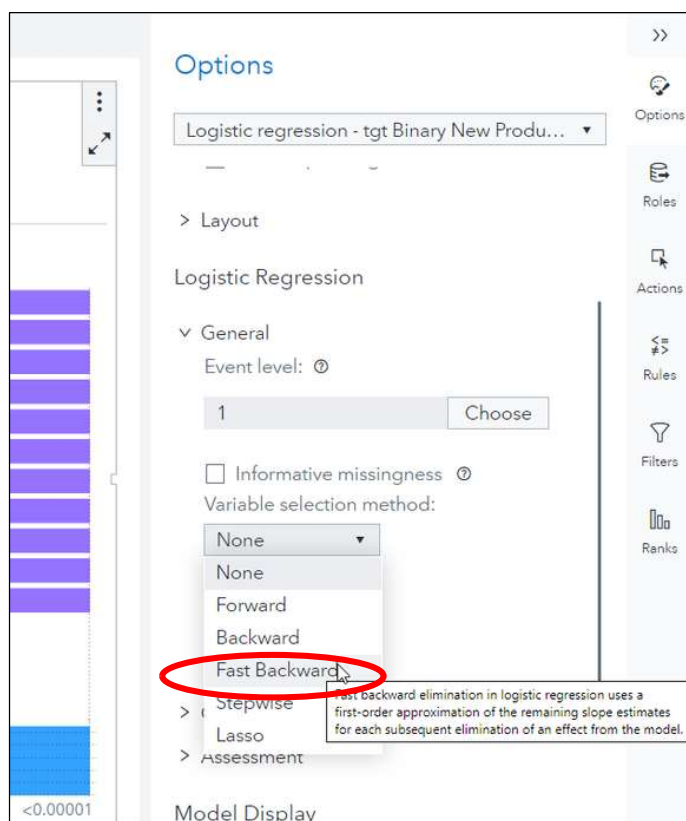 Options
Logistic regression - tgt Binary New Produ...
> Layout
Logistic Regression
General
Event level:
1
Choose
Informative missingness
Variable selection method:
None
None
Forward
Backward
Fast Backward
Stepwise
Lasso
Fast backward elimination in logistic regression uses a
first-order approximation of the remaining slope estimates
for each subsequent elimination of an effect from the model.
> Assessment
Model Display
<0.00001
>>
Options
Roles
Actions
Rules
Filters
Ranks